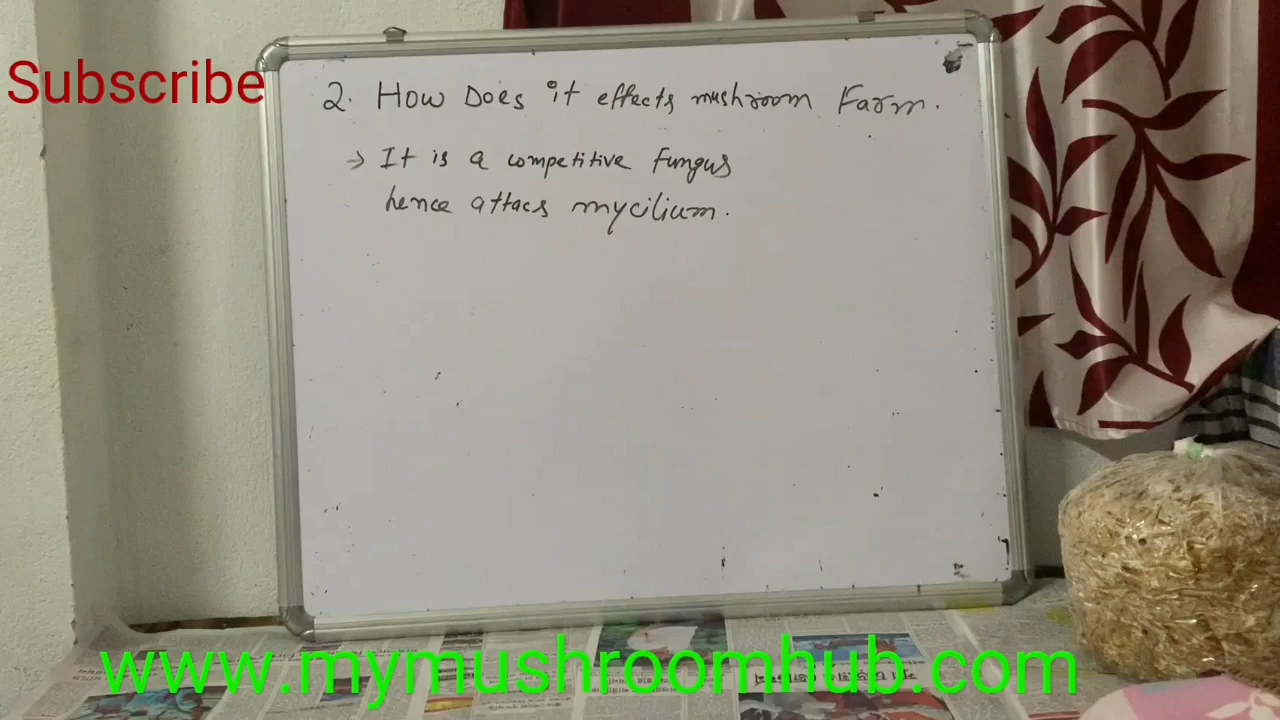 Subscribe
2. How Does it effects mushroom Farm.
→ It is a competitive Fungus
hence attacs mycilium.
www.mymushroomhub.com